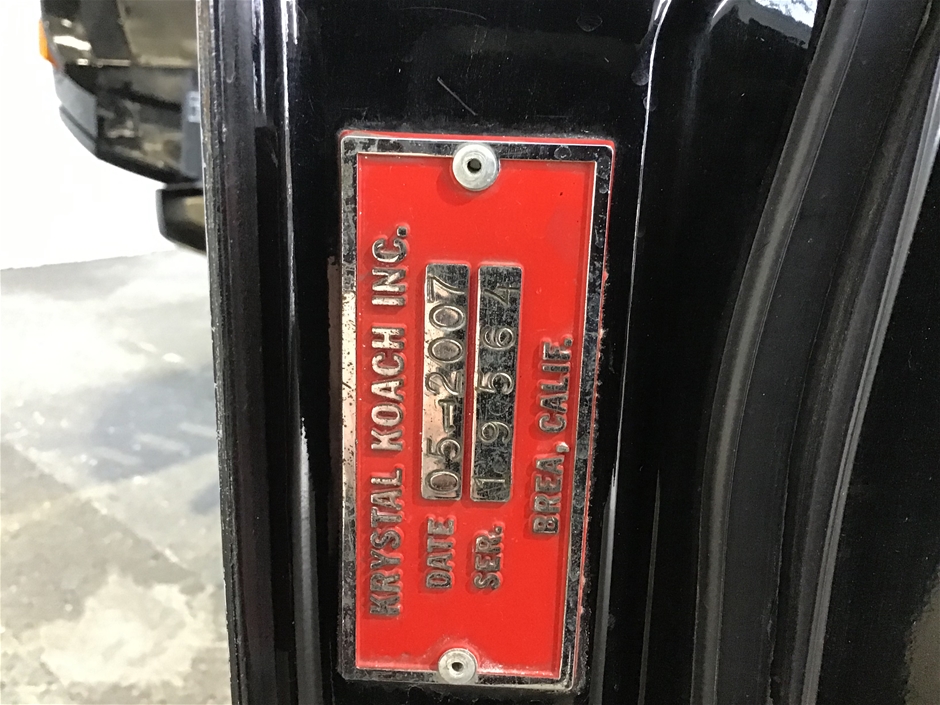 KRYSTAL KOACH INC.
DATE 05-2007
SER. 19564
BREA, CALIF.